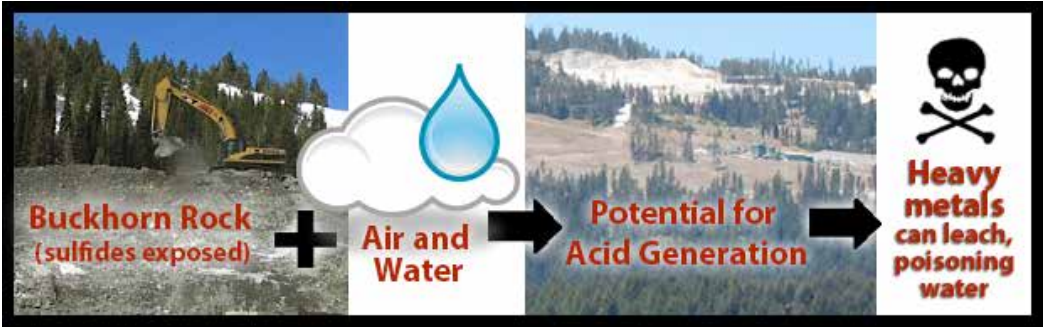 Buckhorn Rock
(sulfides exposed)
+
Air and
Water
Potential for
Acid Generation
Heavy
metals
can leach,
poisoning
water